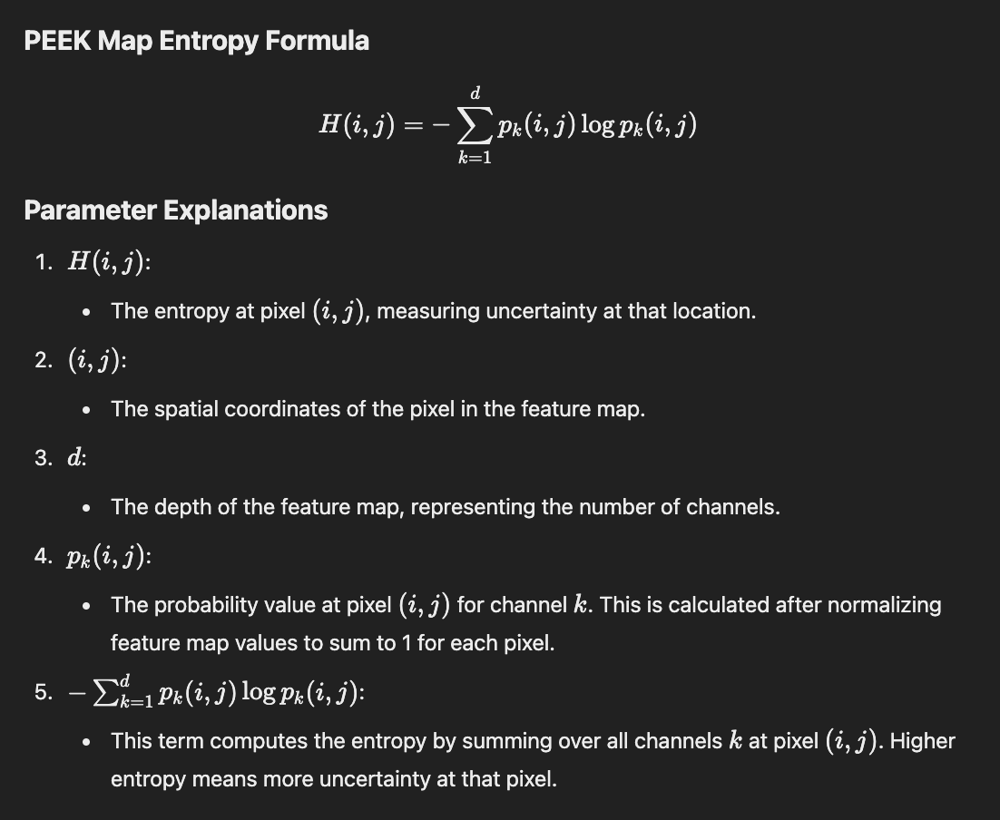 PEEK Map Entropy Formula
H(i, j) = − ∑_{k=1}^{d} p_k(i, j) log p_k(i, j)
Parameter Explanations
1. H(i, j):
• The entropy at pixel (i, j), measuring uncertainty at that location.
2. (i, j):
• The spatial coordinates of the pixel in the feature map.
3. d:
• The depth of the feature map, representing the number of channels.
4. p_k(i, j):
• The probability value at pixel (i, j) for channel k. This is calculated after normalizing
feature map values to sum to 1 for each pixel.
5. − ∑_{k=1}^{d} p_k(i, j) log p_k(i, j):
• This term computes the entropy by summing over all channels k at pixel (i, j). Higher
entropy means more uncertainty at that pixel.